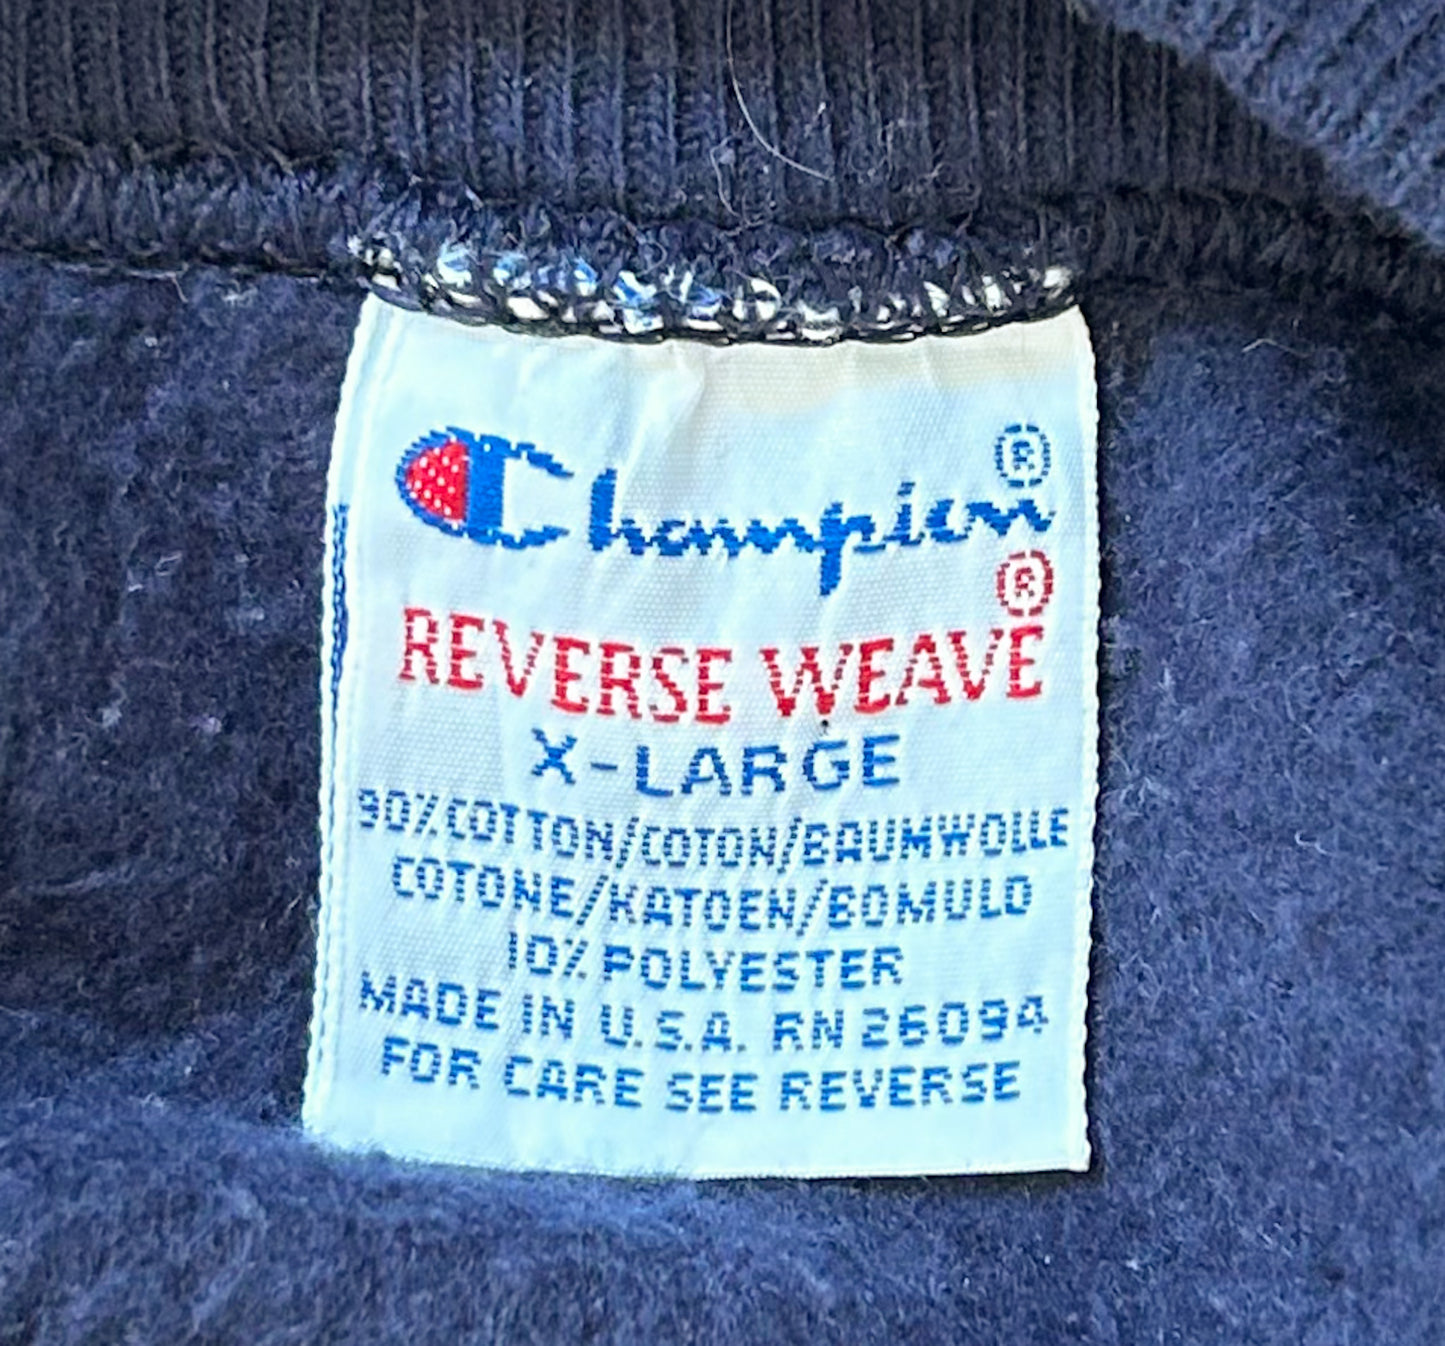 Champion®
®
REVERSE WEAVE
X-LARGE
90% COTTON/COTON/BAUMWOLLE
COTONE/KATOEN/BOMULD
10% POLYESTER
MADE IN U.S.A. RN 26094
FOR CARE SEE REVERSE